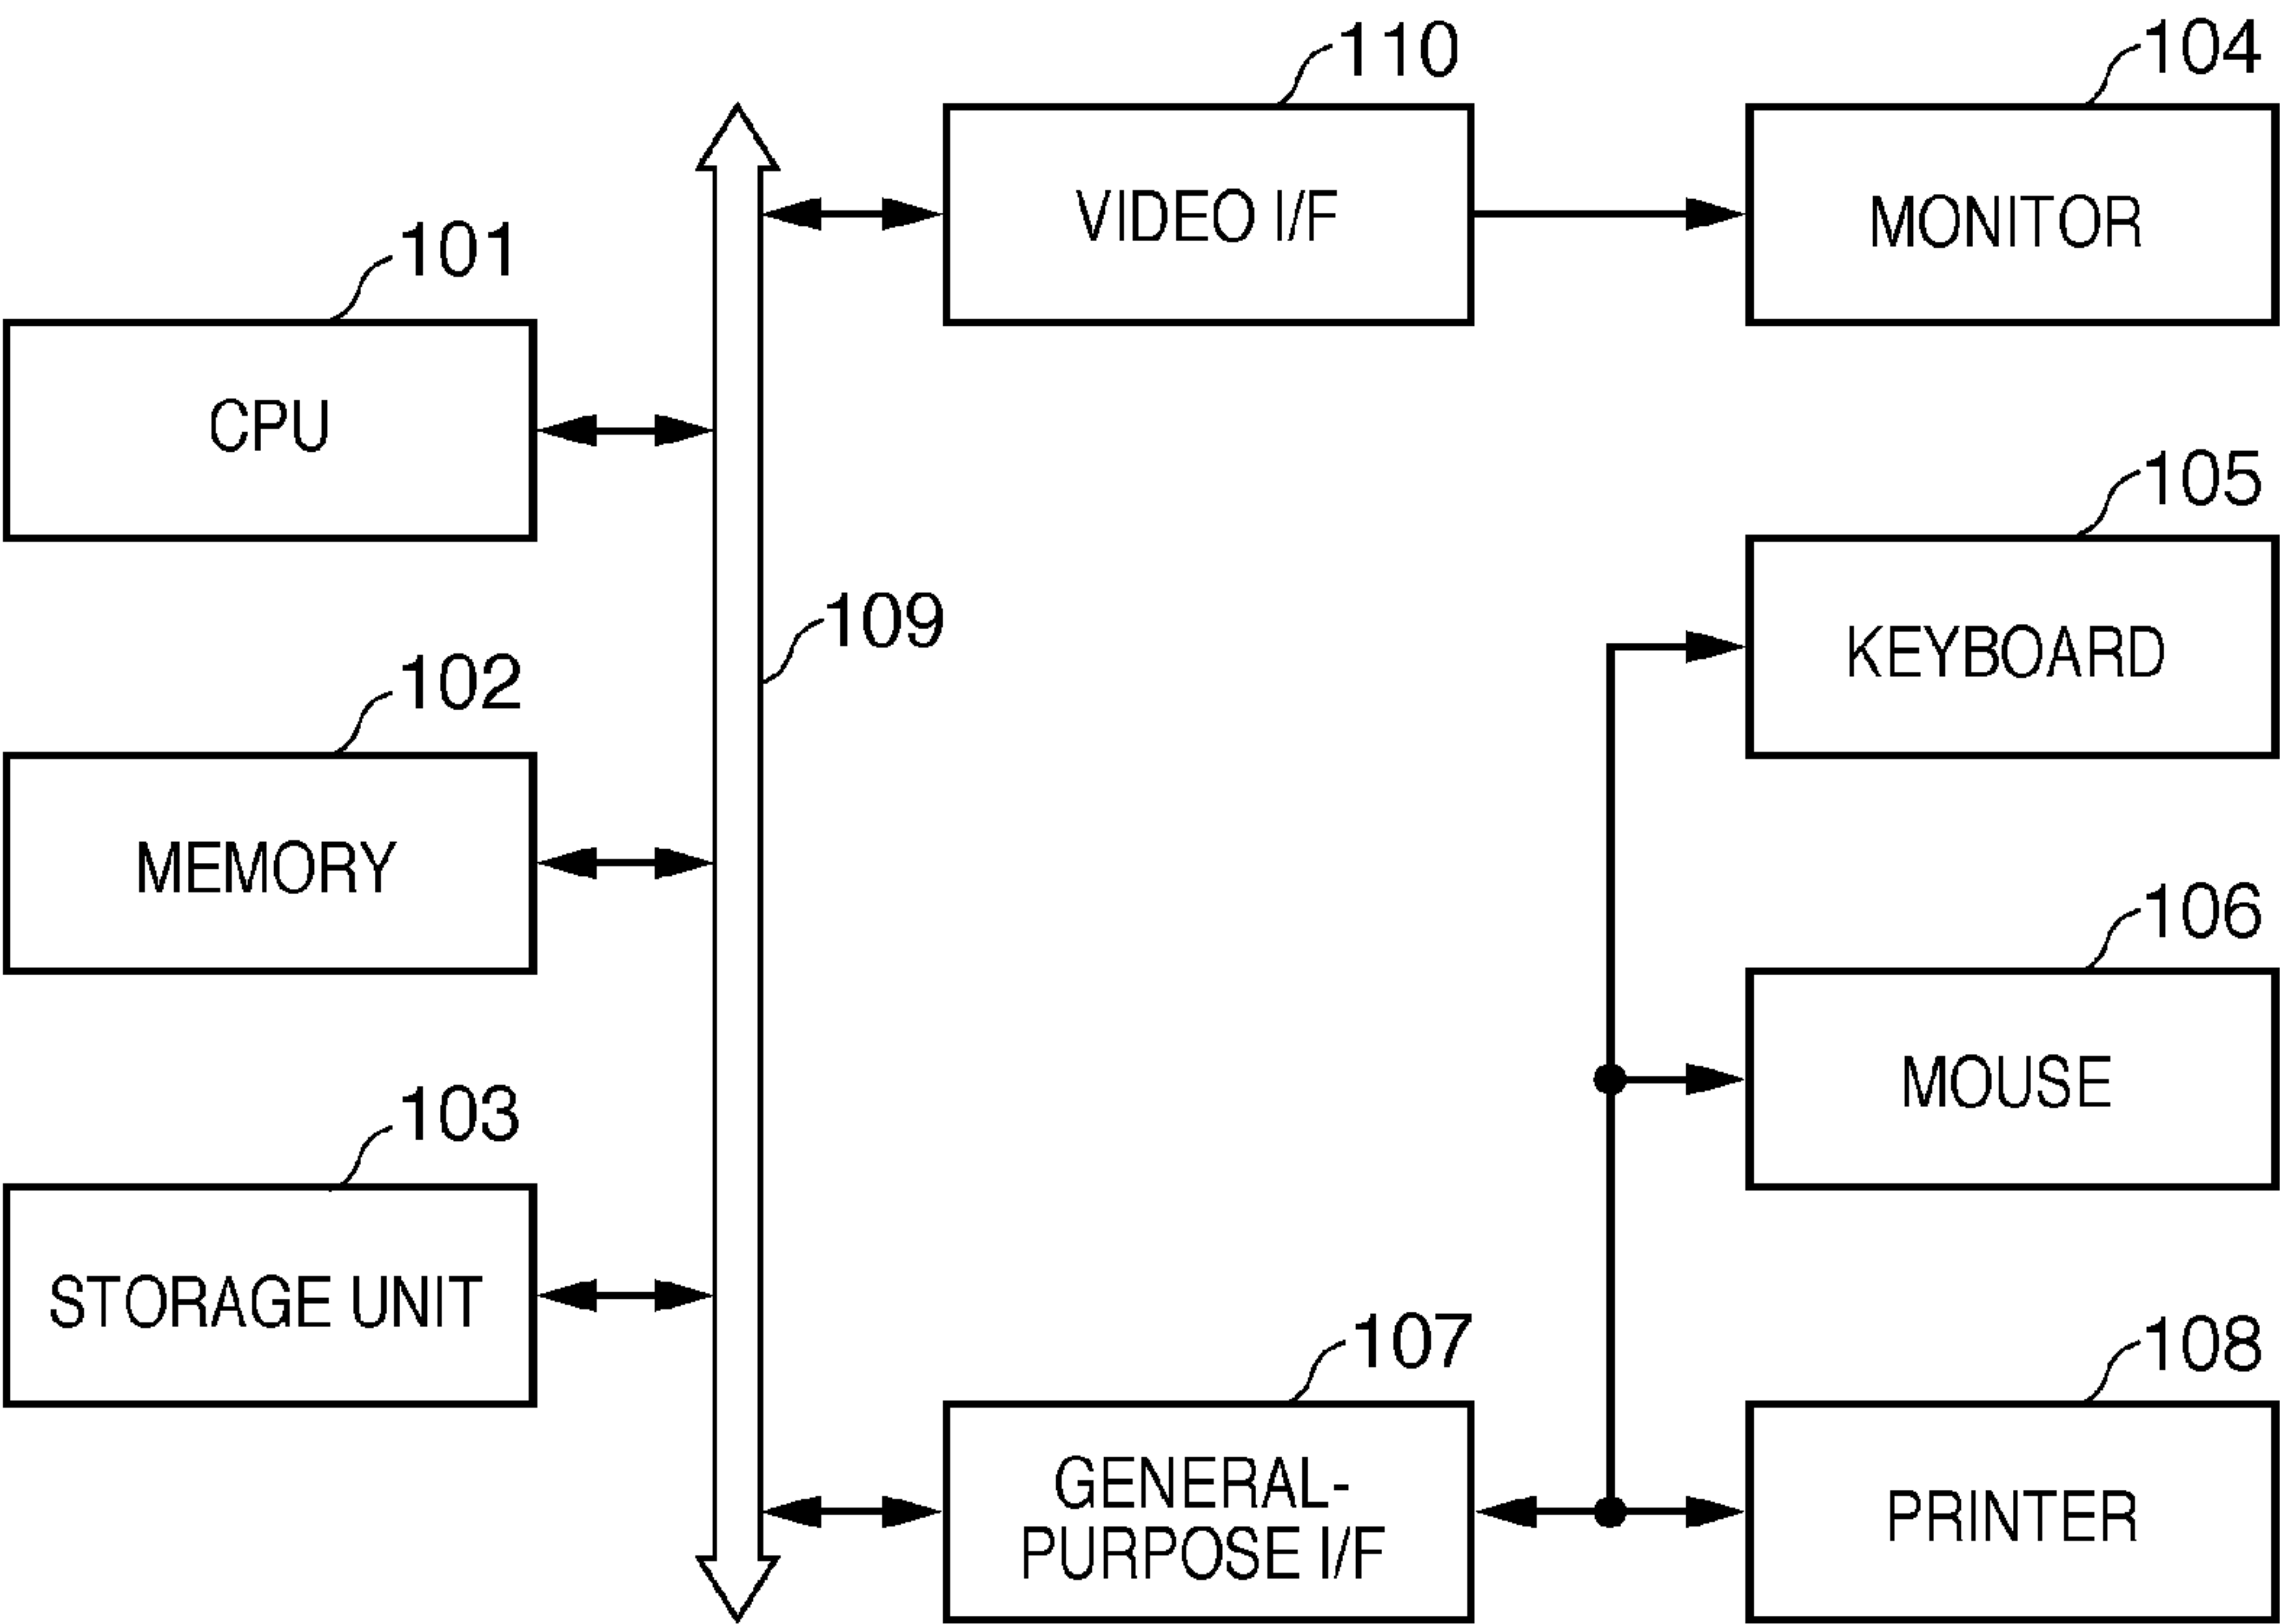 110
104
VIDEO I/F
MONITOR
101
CPU
105
KEYBOARD
109
102
MEMORY
106
MOUSE
103
STORAGE UNIT
107
GENERAL-
PURPOSE I/F
108
PRINTER